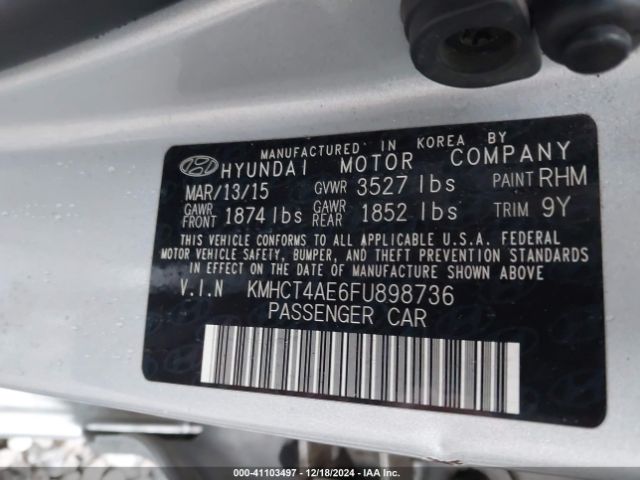 MANUFACTURED IN KOREA BY
HYUNDAI MOTOR COMPANY
MAR/13/15 GVWR 3527 lbs PAINT RHM
GAWR FRONT 1874 lbs GAWR REAR 1852 lbs TRIM 9Y
THIS VEHICLE CONFORMS TO ALL APPLICABLE U.S.A. FEDERAL
MOTOR VEHICLE SAFETY, BUMPER, AND THEFT PREVENTION STANDARDS
IN EFFECT ON THE DATE OF MANUFACTURE SHOWN ABOVE
V.I.N KMHCT4AE6FU898736
PASSENGER CAR
000-41103497 - 12/18/2024 - IAA Inc.